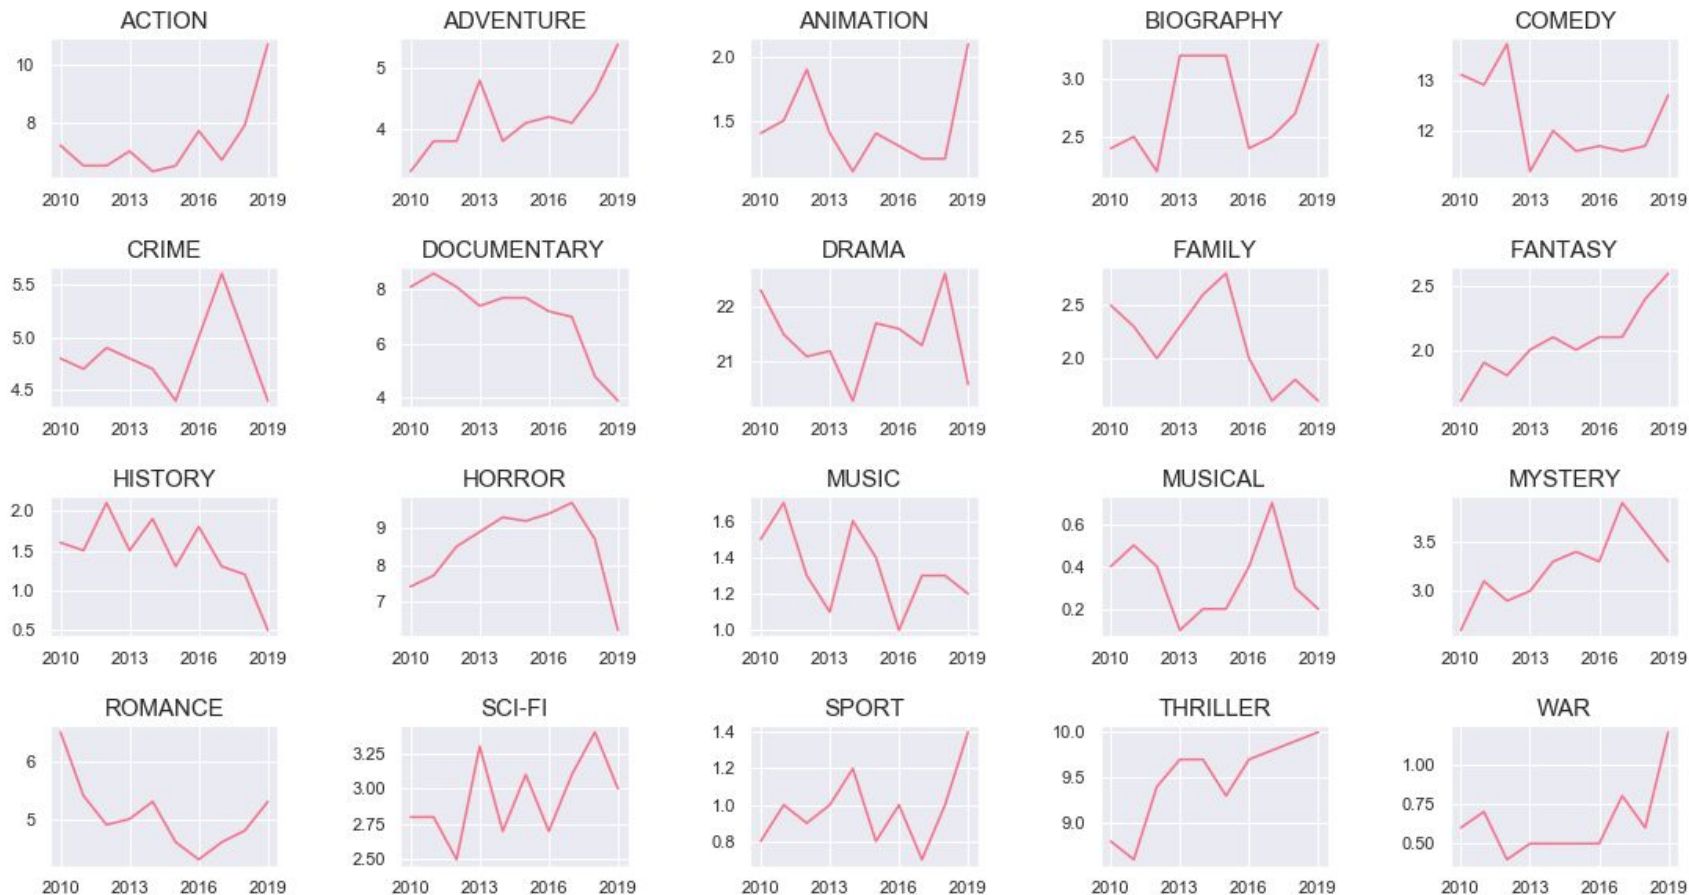 ACTION ADVENTURE ANIMATION BIOGRAPHY COMEDY
10 5 2.0 3.0 13
8 4 1.5 2.5 12
2010 2013 2016 2019 2010 2013 2016 2019 2010 2013 2016 2019 2010 2013 2016 2019 2010 2013 2016 2019
CRIME DOCUMENTARY DRAMA FAMILY FANTASY
5.5 8 22 2.5 2.5
5.0 6 21 2.0 2.0
4.5 4
2010 2013 2016 2019 2010 2013 2016 2019 2010 2013 2016 2019 2010 2013 2016 2019 2010 2013 2016 2019
HISTORY HORROR MUSIC MUSICAL MYSTERY
2.0 9 1.6 0.6 3.5
1.5 8 1.4 0.4 3.0
1.0 7 1.2 0.2
0.5 1.0
2010 2013 2016 2019 2010 2013 2016 2019 2010 2013 2016 2019 2010 2013 2016 2019 2010 2013 2016 2019
ROMANCE SCI-FI SPORT THRILLER WAR
6 3.25 1.4 10.0 1.00
5 3.00 1.2 9.5 0.75
2.75 1.0 9.0 0.50
2.50 0.8
2010 2013 2016 2019 2010 2013 2016 2019 2010 2013 2016 2019 2010 2013 2016 2019 2010 2013 2016 2019